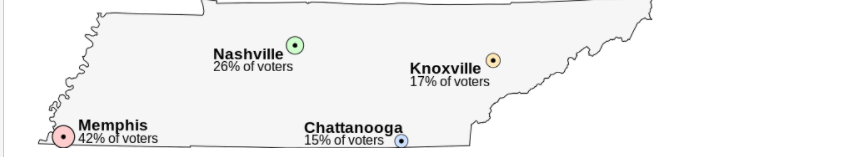 Nashville
26% of voters
Knoxville
17% of voters
Memphis
42% of voters
Chattanooga
15% of voters